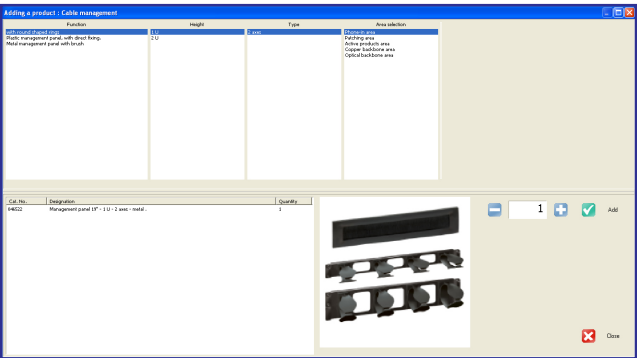 Adding a product : Cable management
Function Height Type Area selection
with round shaped rings 1 U 2 axes Phone-in area
Plastic management panel, with direct fixing. 2 U Patching area
Metal management panel with brush Active products area
Copper backbone area
Optical backbone area
Cat. No. Designation Quantity
046522 Management panel 19" - 1 U - 2 axes - metal . 1
1 Add
Close